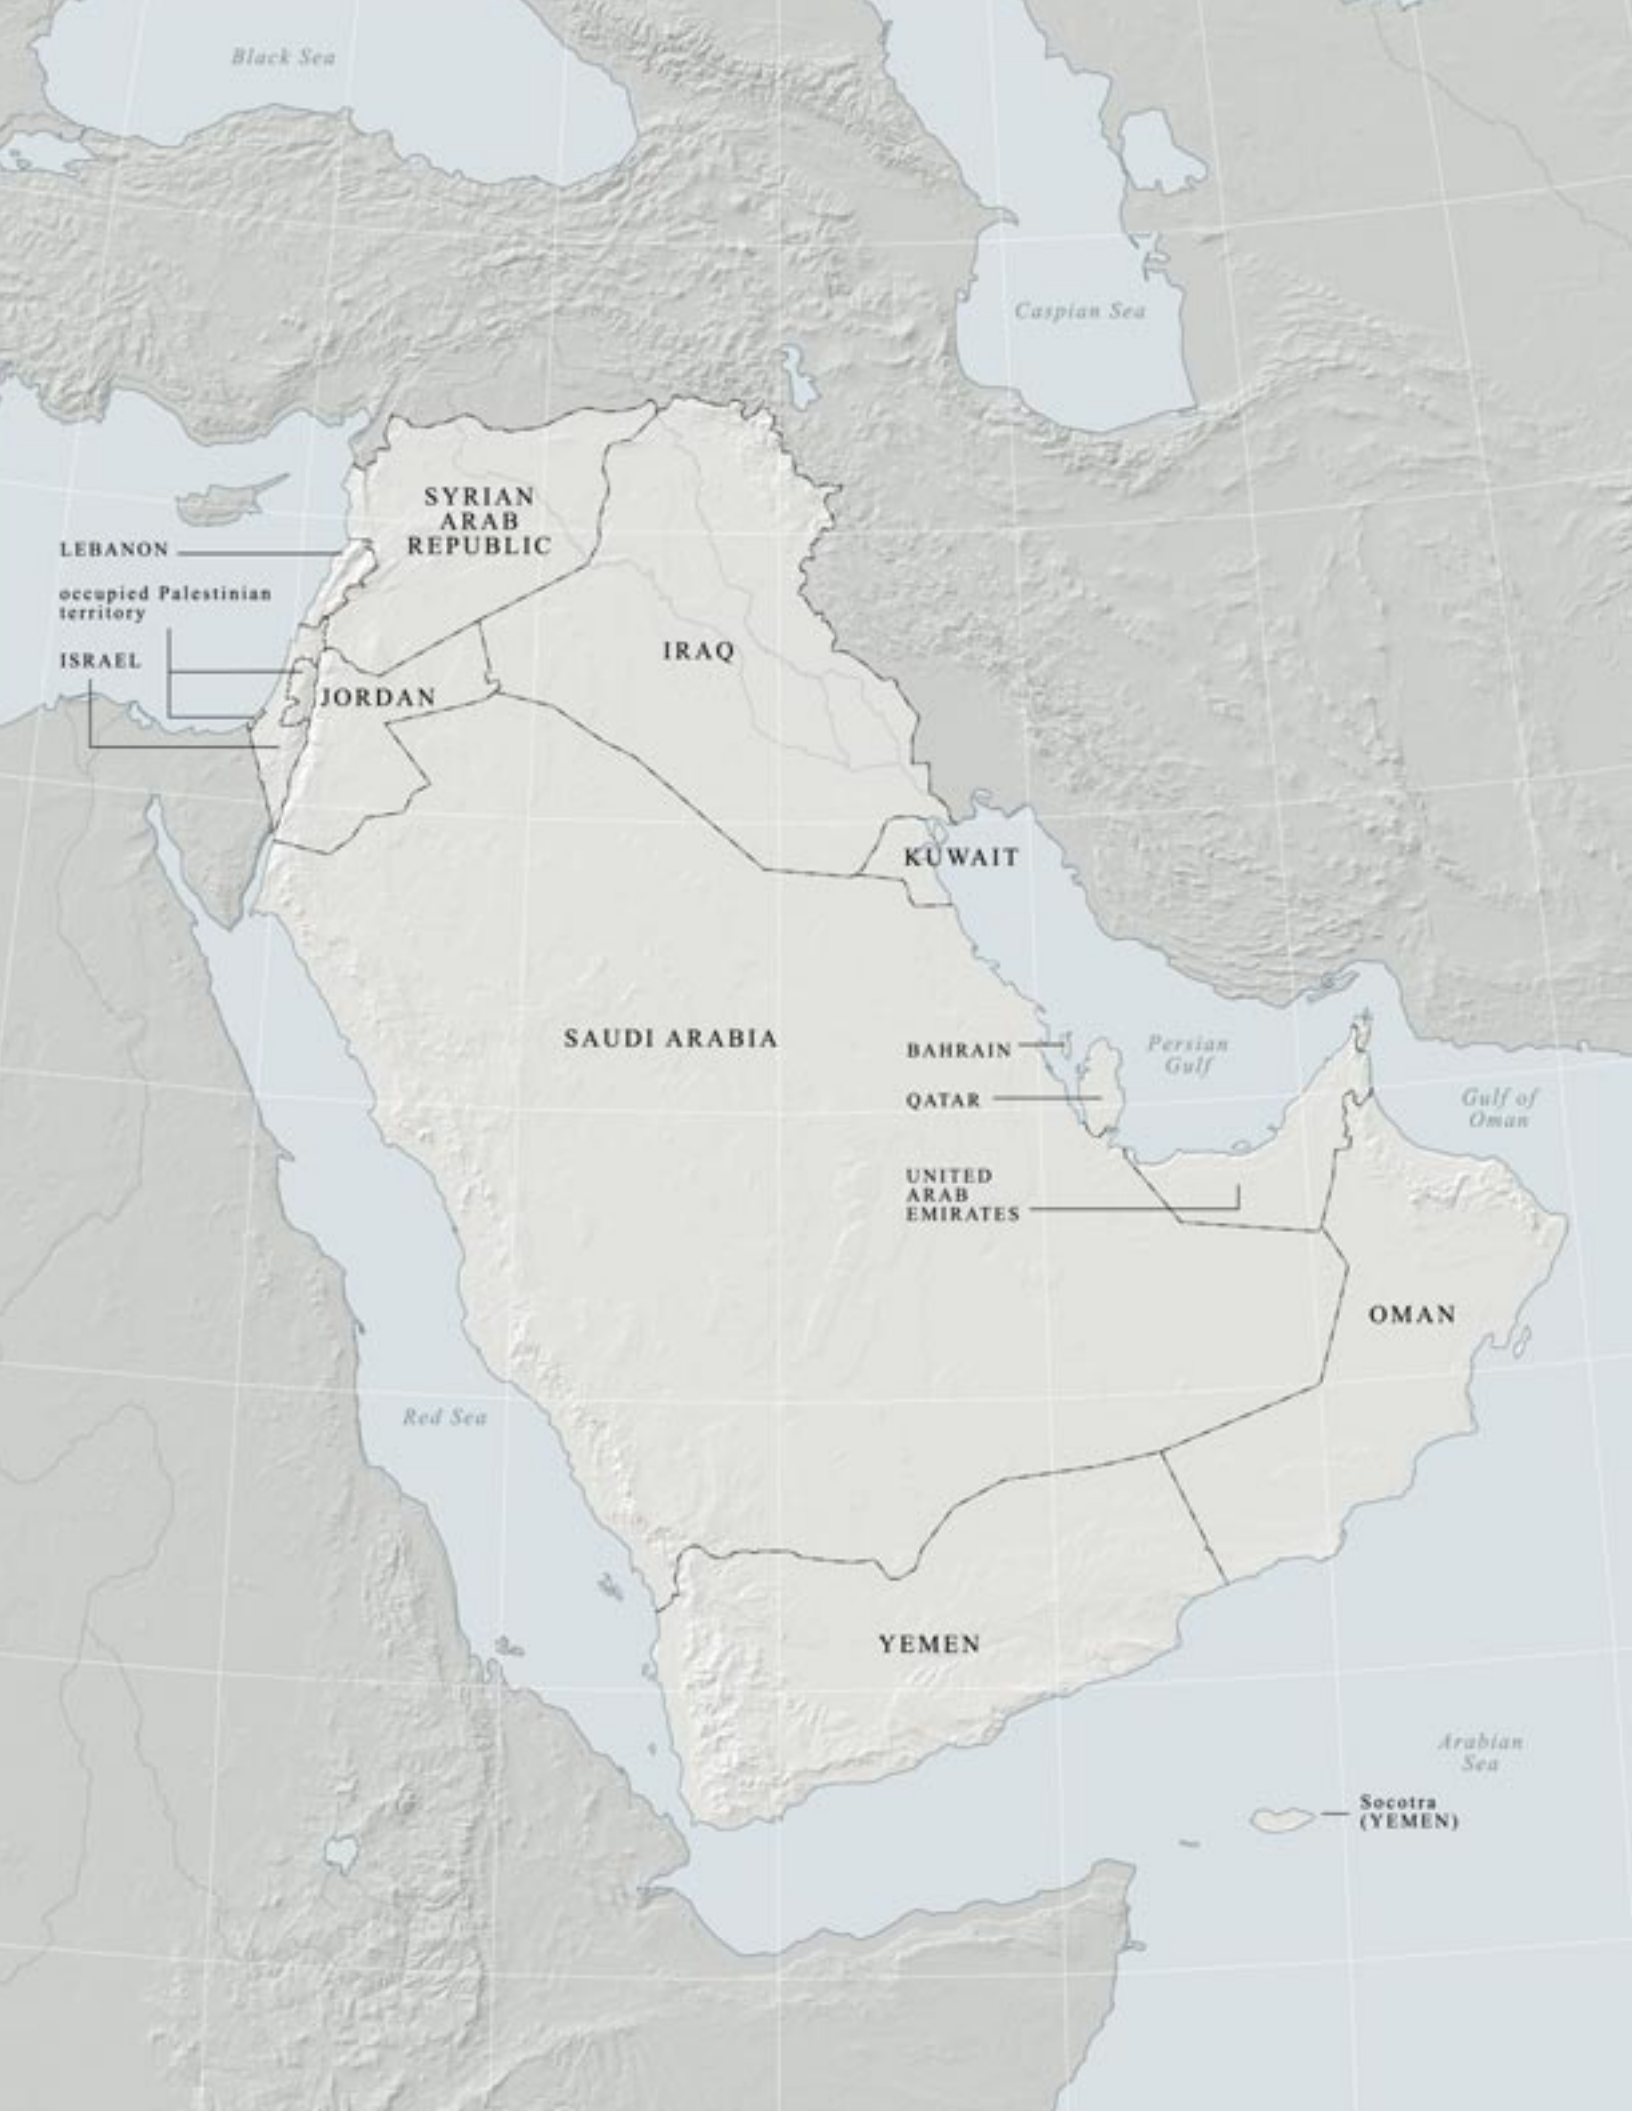 Black Sea
Caspian Sea
SYRIAN
ARAB
REPUBLIC
LEBANON
occupied Palestinian
territory
ISRAEL
IRAQ
JORDAN
KUWAIT
SAUDI ARABIA
BAHRAIN
Persian
Gulf
QATAR
Gulf of
Oman
UNITED
ARAB
EMIRATES
OMAN
Red Sea
YEMEN
Arabian
Sea
Socotra
(YEMEN)